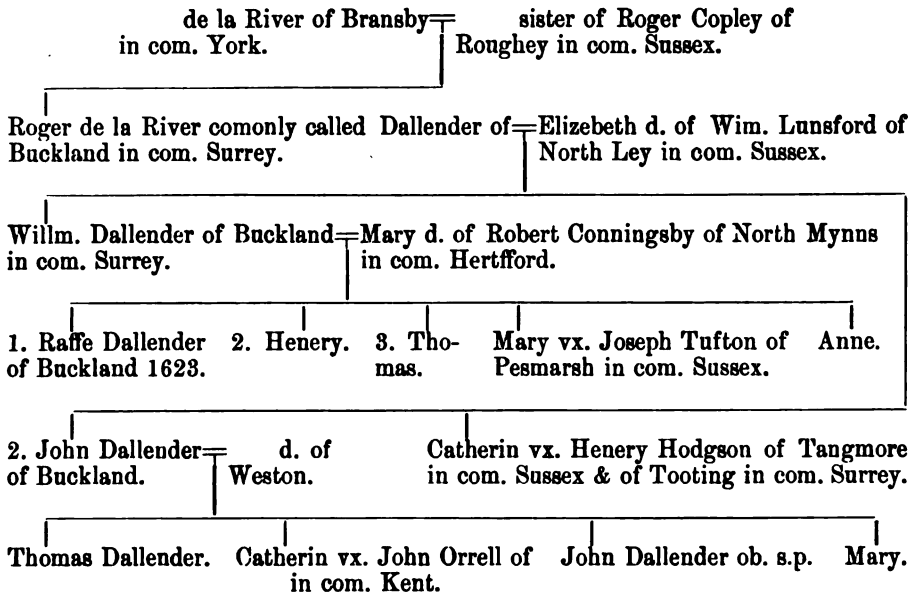 de la River of Bransby sister of Roger Copley of
in com. York. Roughey in com. Sussex.
Roger de la River comonly called Dallender of Elizebeth d. of Wim. Lunsford of
Buckland in com. Surrey. North Ley in com. Sussex.
Willm. Dallender of Buckland Mary d. of Robert Conningsby of North Mynns
in com. Surrey. in com. Hertfford.
1. Raffe Dallender 2. Henery. 3. Tho- Mary vx. Joseph Tufton of Anne.
of Buckland 1623. mas. Pesmarsh in com. Sussex.
2. John Dallender d. of Catherin vx. Henery Hodgson of Tangmore
of Buckland. Weston. in com. Sussex & of Tooting in com. Surrey.
Thomas Dallender. Catherin vx. John Orrell of John Dallender ob. s.p. Mary.
in com. Kent.